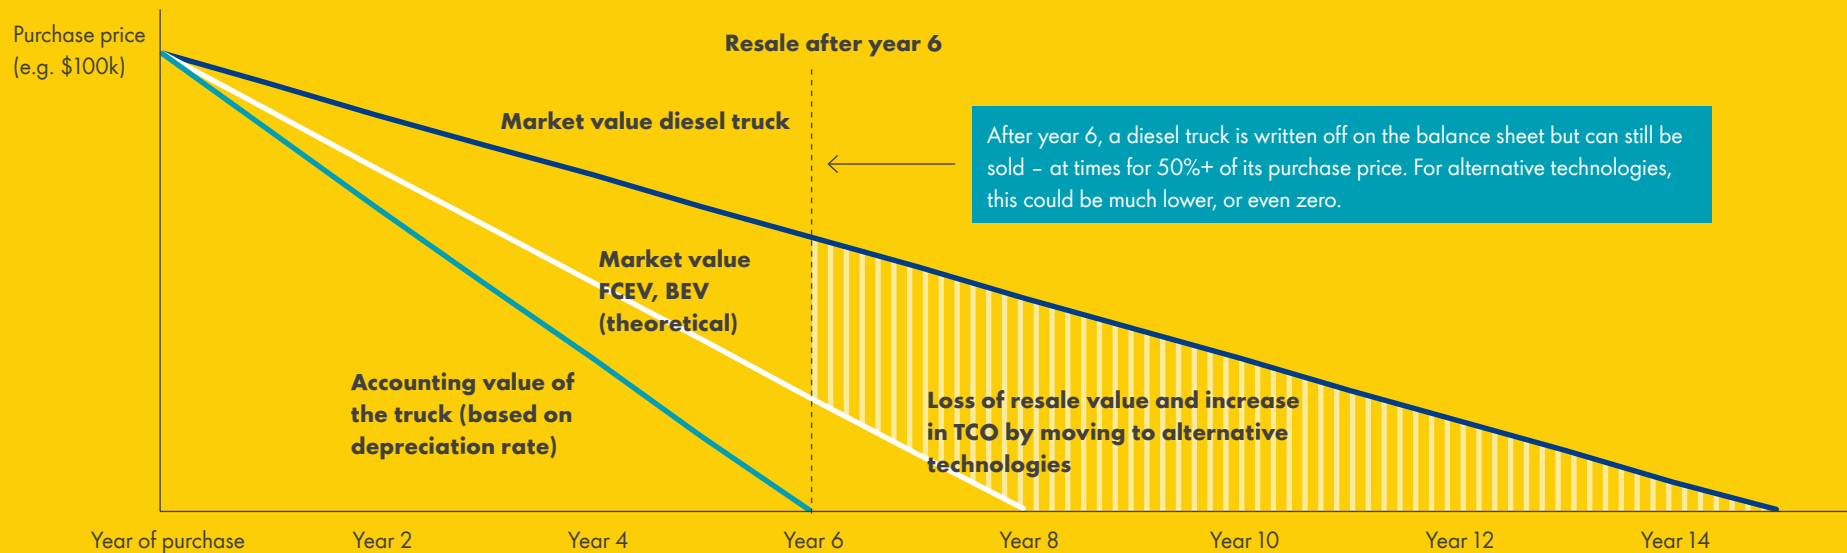 Purchase price
(e.g. $100k)
Resale after year 6
Market value diesel truck
After year 6, a diesel truck is written off on the balance sheet but can still be
sold – at times for 50%+ of its purchase price. For alternative technologies,
this could be much lower, or even zero.
Market value
FCEV, BEV
(theoretical)
Accounting value of
the truck (based on
depreciation rate)
Loss of resale value and increase
in TCO by moving to alternative
technologies
Year of purchase
Year 2
Year 4
Year 6
Year 8
Year 10
Year 12
Year 14